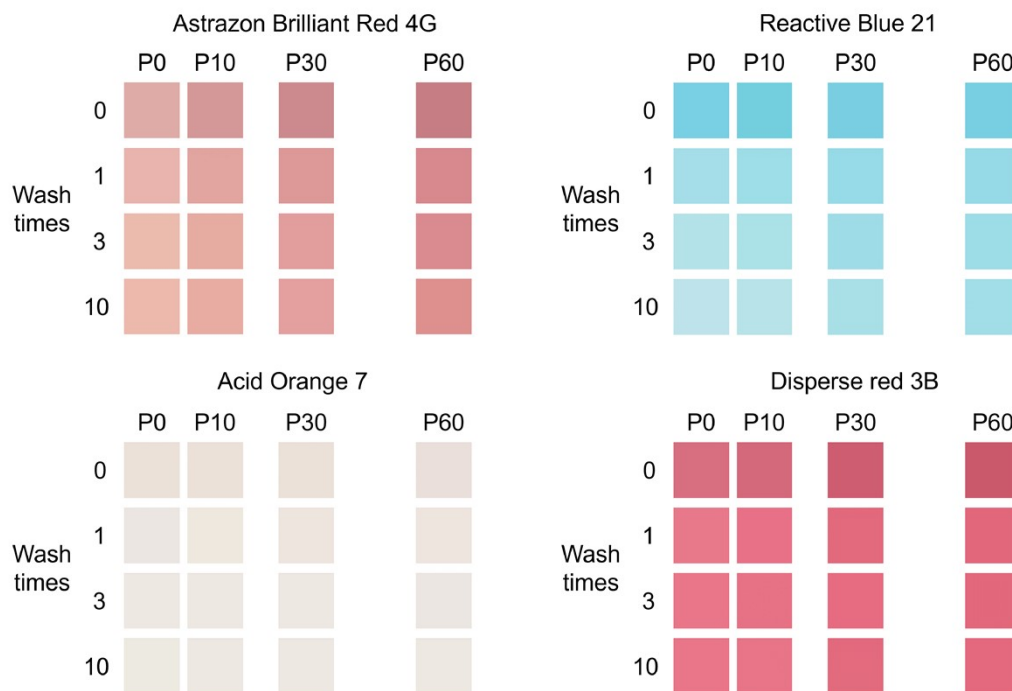 Astrazon Brilliant Red 4G
P0 P10 P30 P60
0
1
Wash
times
3
10
Reactive Blue 21
P0 P10 P30 P60
0
1
Wash
times
3
10
Acid Orange 7
P0 P10 P30 P60
0
1
Wash
times
3
10
Disperse red 3B
P0 P10 P30 P60
0
1
Wash
times
3
10